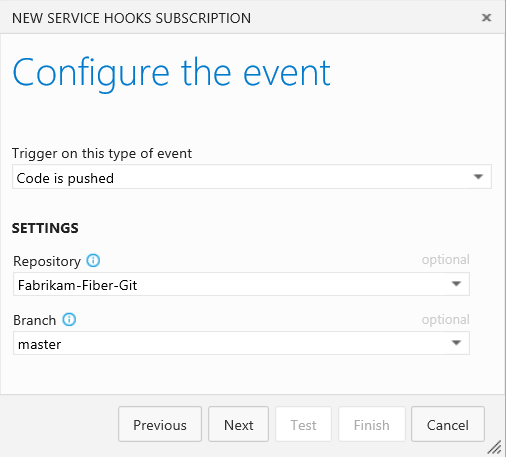 NEW SERVICE HOOKS SUBSCRIPTION
Configure the event
Trigger on this type of event
Code is pushed
SETTINGS
Repository optional
Fabrikam-Fiber-Git
Branch optional
master
Previous Next Test Finish Cancel